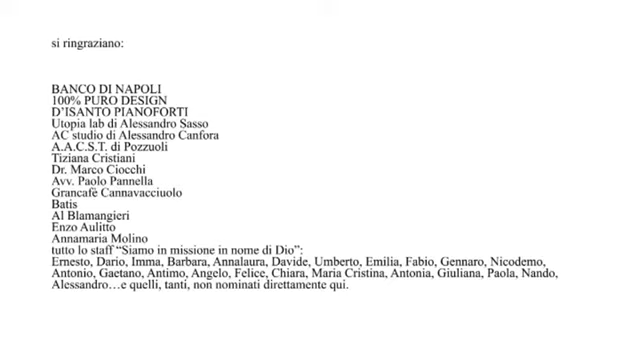 si ringraziano:
BANCO DI NAPOLI
100% PURO DESIGN
D'ISANTO PIANOFORTI
Utopia lab di Alessandro Sasso
AC studio di Alessandro Canfora
A.A.C.S.T. di Pozzuoli
Tiziana Cristiani
Dr. Marco Ciocchi
Avv. Paolo Pannella
Grancafè Cannavacciuolo
Batis
Al Blamangieri
Enzo Aulitto
Annamaria Molino
tutto lo staff “Siamo in missione in nome di Dio”:
Ernesto, Dario, Imma, Barbara, Annalaura, Davide, Umberto, Emilia, Fabio, Gennaro, Nicodemo,
Antonio, Gaetano, Antimo, Angelo, Felice, Chiara, Maria Cristina, Antonia, Giuliana, Paola, Nando,
Alessandro…e quelli, tanti, non nominati direttamente qui.